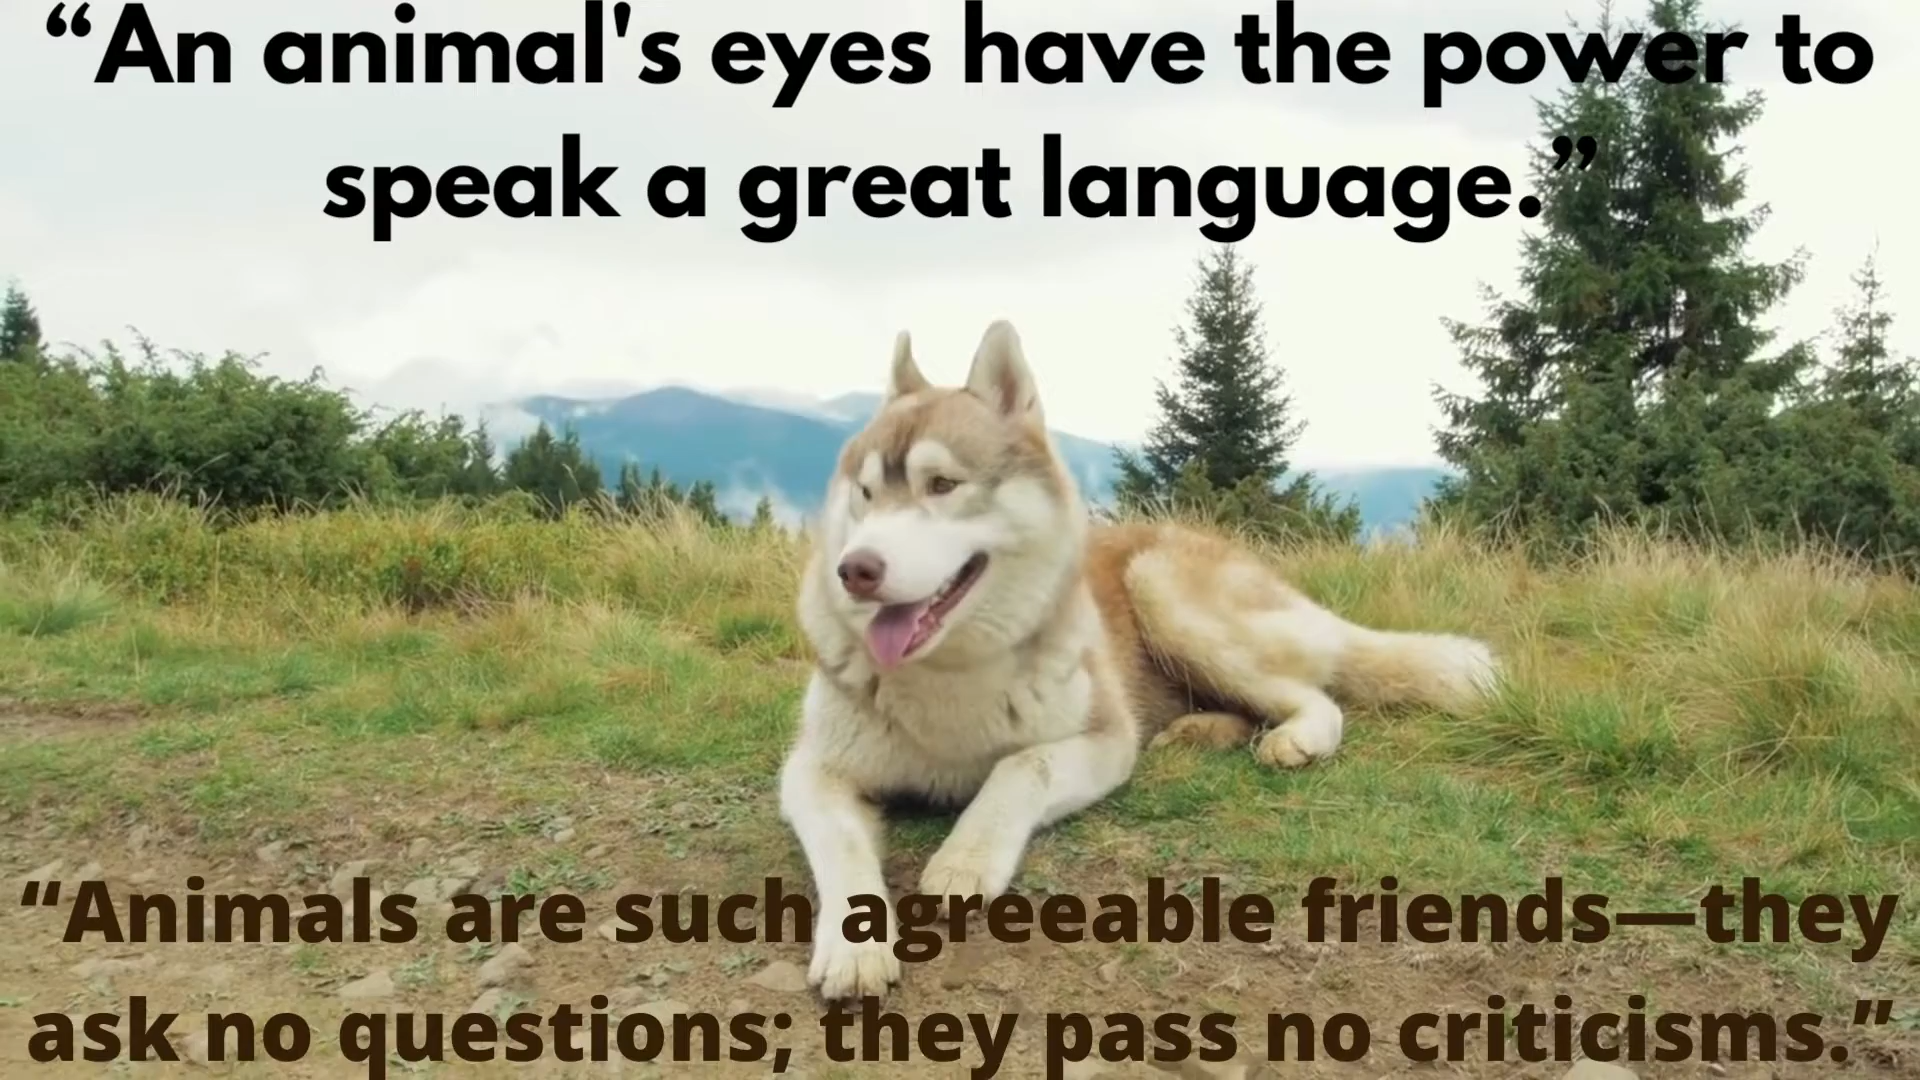 “An animal's eyes have the power to
speak a great language.”
“Animals are such agreeable friends—they
ask no questions; they pass no criticisms.”